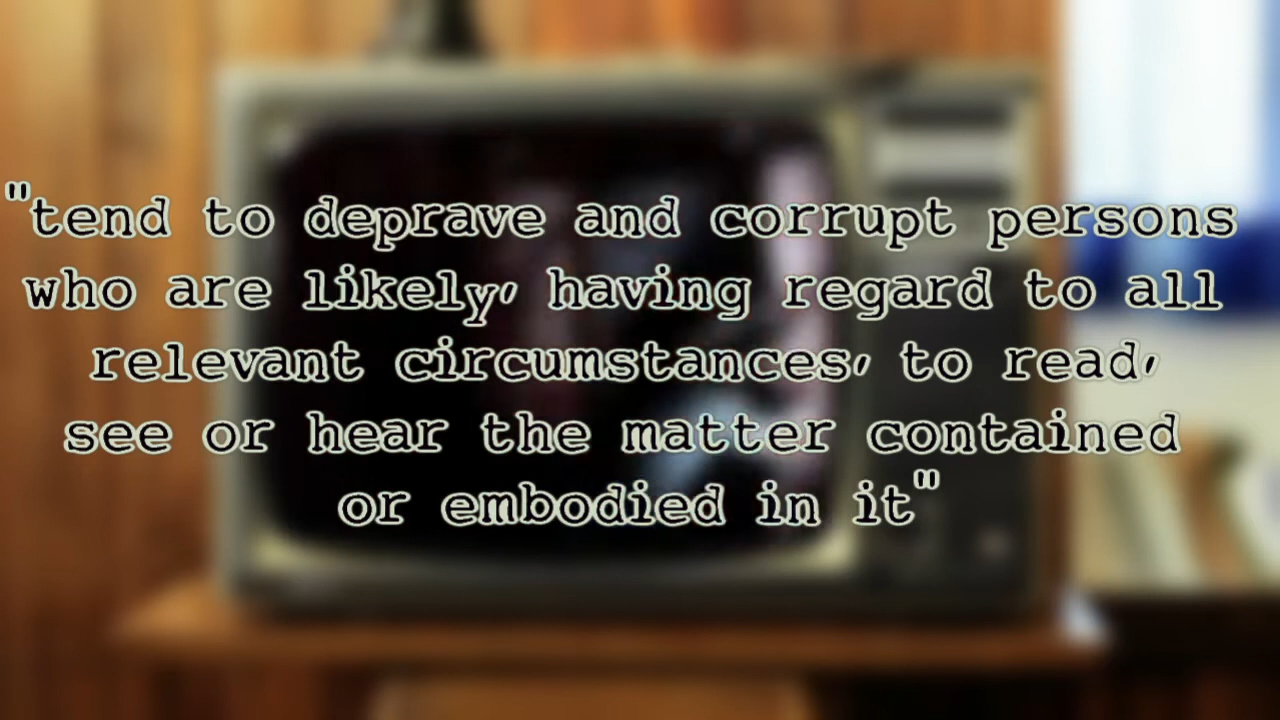 "tend to deprave and corrupt persons
who are likely, having regard to all
relevant circumstances, to read,
see or hear the matter contained
or embodied in it"